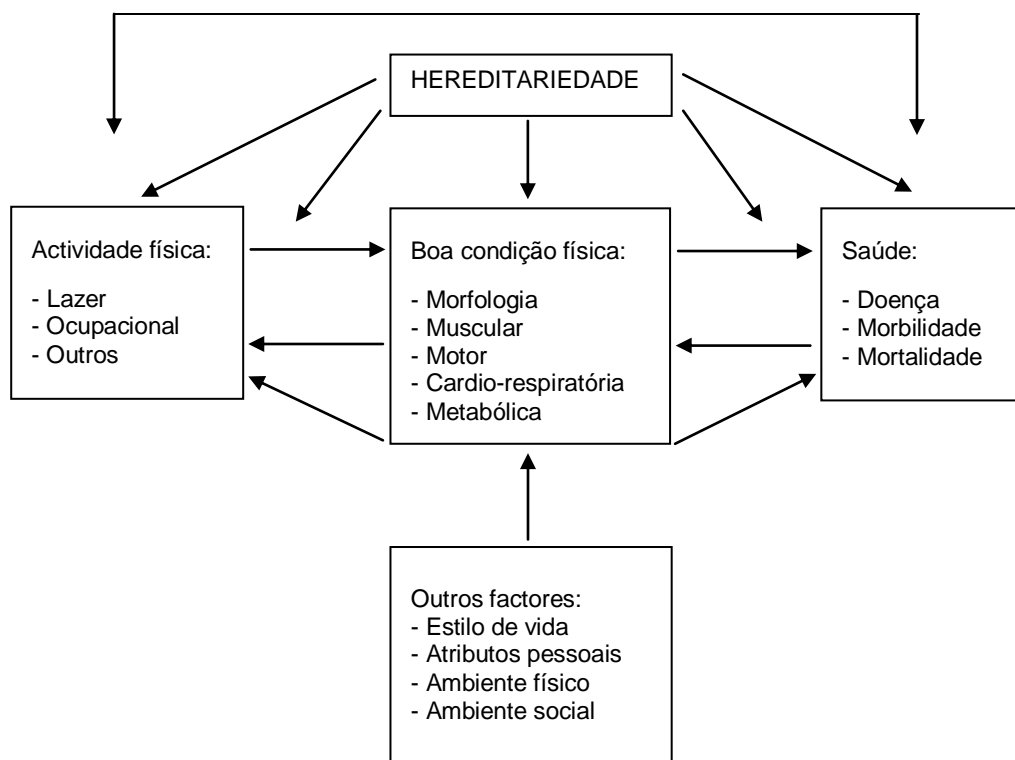 HEREDITARIEDADE
Actividade física:
- Lazer
- Ocupacional
- Outros
Boa condição física:
- Morfologia
- Muscular
- Motor
- Cardio-respiratória
- Metabólica
Saúde:
- Doença
- Morbilidade
- Mortalidade
Outros factores:
- Estilo de vida
- Atributos pessoais
- Ambiente físico
- Ambiente social